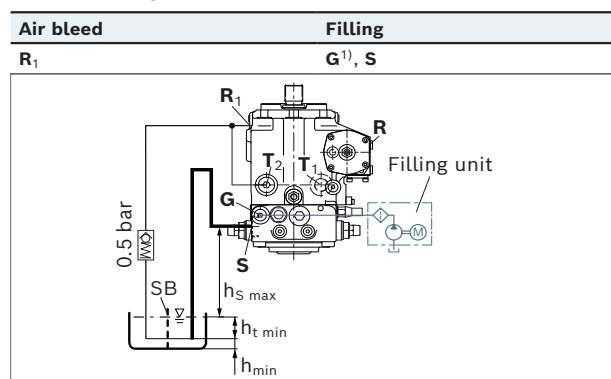 Air bleed Filling
R1 G1), S
R1
R
T2 T1
Filling unit
G
0.5 bar
M
S
SB
hS max
ht min
hmin